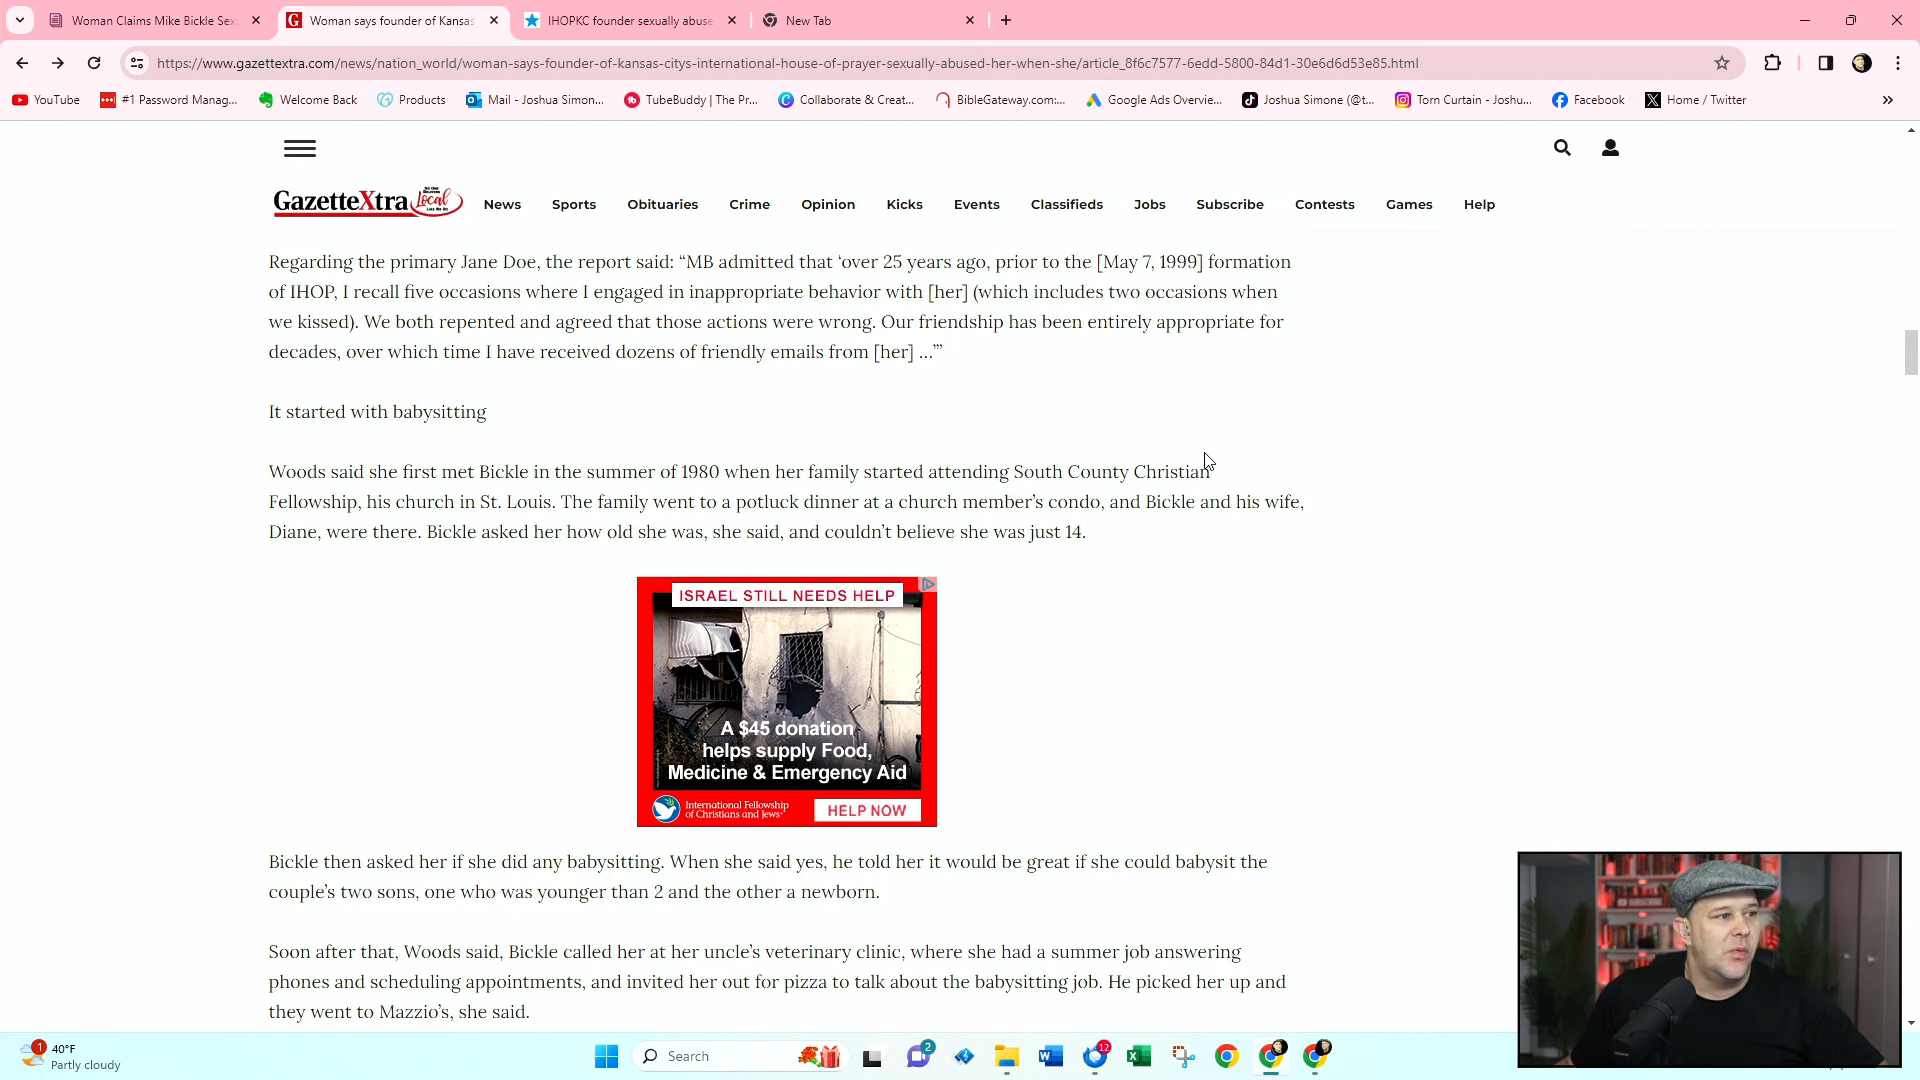 Woman Claims Mike Bickle Sex
Woman says founder of Kansas
IHOPKC founder sexually abuse
New Tab
https://www.gazettextra.com/news/nation_world/woman-says-founder-of-kansas-citys-international-house-of-prayer-sexually-abused-her-when-she/article_8f6c7577-6edd-5800-84d1-30e6d6d53e85.html
YouTube
#1 Password Manag...
Welcome Back
Products
Mail - Joshua Simon...
TubeBuddy | The Pr...
Collaborate & Creat...
BibleGateway.com:...
Google Ads Overvie...
Joshua Simone (@t...
Torn Curtain - Joshu...
Facebook
Home / Twitter
GazetteXtra Local
News
Sports
Obituaries
Crime
Opinion
Kicks
Events
Classifieds
Jobs
Subscribe
Contests
Games
Help
Regarding the primary Jane Doe, the report said: “MB admitted that ‘over 25 years ago, prior to the [May 7, 1999] formation
of IHOP, I recall five occasions where I engaged in inappropriate behavior with [her] (which includes two occasions when
we kissed). We both repented and agreed that those actions were wrong. Our friendship has been entirely appropriate for
decades, over which time I have received dozens of friendly emails from [her] …’”
It started with babysitting
Woods said she first met Bickle in the summer of 1980 when her family started attending South County Christian
Fellowship, his church in St. Louis. The family went to a potluck dinner at a church member’s condo, and Bickle and his wife,
Diane, were there. Bickle asked her how old she was, she said, and couldn’t believe she was just 14.
ISRAEL STILL NEEDS HELP
A $45 donation
helps supply Food,
Medicine & Emergency Aid
International Fellowship
of Christians and Jews
HELP NOW
Bickle then asked her if she did any babysitting. When she said yes, he told her it would be great if she could babysit the
couple’s two sons, one who was younger than 2 and the other a newborn.
Soon after that, Woods said, Bickle called her at her uncle’s veterinary clinic, where she had a summer job answering
phones and scheduling appointments, and invited her out for pizza to talk about the babysitting job. He picked her up and
they went to Mazzio’s, she said.
1
40°F
Partly cloudy
Search
2
12